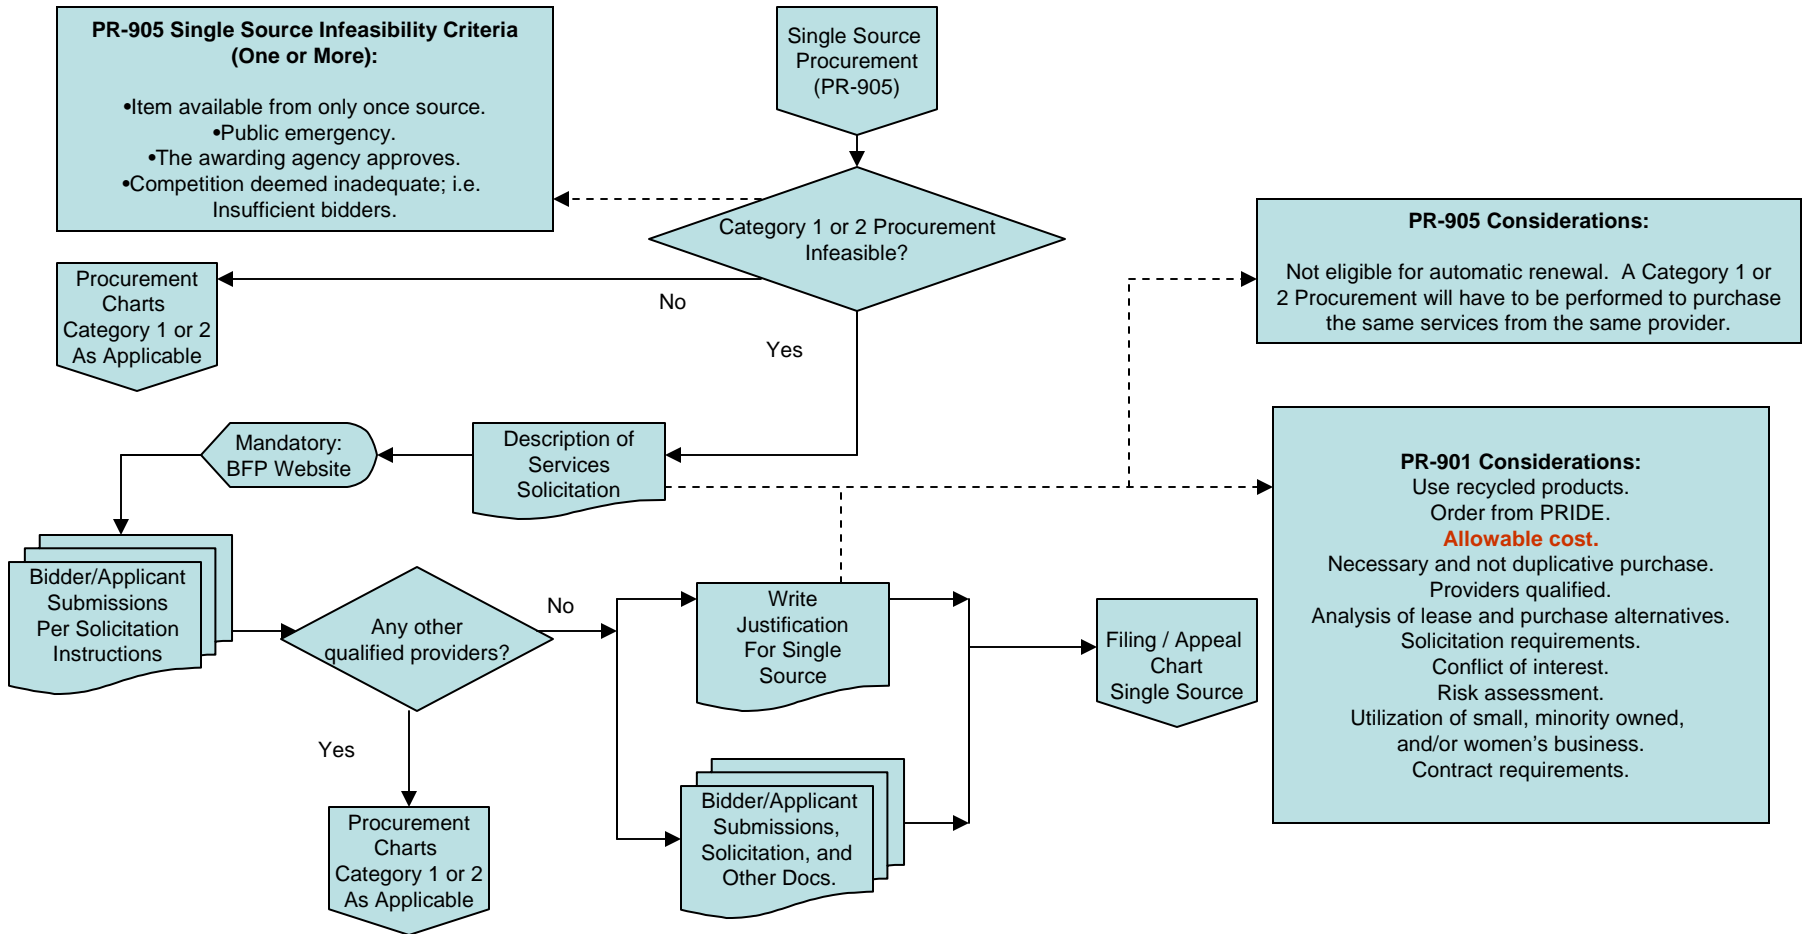 PR-905 Single Source Infeasibility Criteria
(One or More):
•Item available from only once source.
•Public emergency.
•The awarding agency approves.
•Competition deemed inadequate; i.e.
Insufficient bidders.
Single Source
Procurement
(PR-905)
Category 1 or 2 Procurement
Infeasible?
No
Yes
Procurement
Charts
Category 1 or 2
As Applicable
PR-905 Considerations:
Not eligible for automatic renewal.  A Category 1 or
2 Procurement will have to be performed to purchase
the same services from the same provider.
Description of
Services
Solicitation
Mandatory:
BFP Website
Bidder/Applicant
Submissions
Per Solicitation
Instructions
Any other
qualified providers?
No
Yes
Procurement
Charts
Category 1 or 2
As Applicable
Write
Justification
For Single
Source
Bidder/Applicant
Submissions,
Solicitation, and
Other Docs.
Filing / Appeal
Chart
Single Source
PR-901 Considerations:
Use recycled products.
Order from PRIDE.
Allowable cost.
Necessary and not duplicative purchase.
Providers qualified.
Analysis of lease and purchase alternatives.
Solicitation requirements.
Conflict of interest.
Risk assessment.
Utilization of small, minority owned,
and/or women’s business.
Contract requirements.